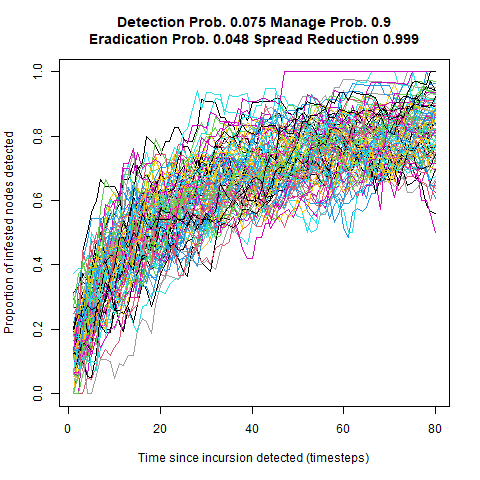 Detection Prob. 0.075 Manage Prob. 0.9
Eradication Prob. 0.048 Spread Reduction 0.999
Proportion of infested nodes detected
1.0
0.8
0.6
0.4
0.2
0.0
0 20 40 60 80
Time since incursion detected (timesteps)